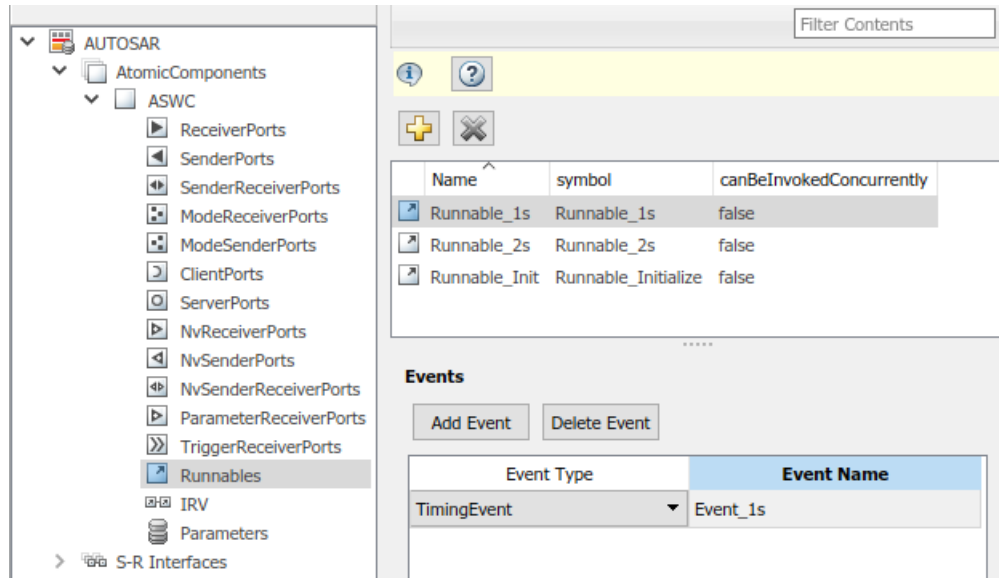 Filter Contents
AUTOSAR
AtomicComponents
ASWC
ReceiverPorts
SenderPorts
SenderReceiverPorts
ModeReceiverPorts
ModeSenderPorts
ClientPorts
ServerPorts
NvReceiverPorts
NvSenderPorts
NvSenderReceiverPorts
ParameterReceiverPorts
TriggerReceiverPorts
Runnables
IRV
Parameters
S-R Interfaces
Name symbol canBeInvokedConcurrently
Runnable_1s Runnable_1s false
Runnable_2s Runnable_2s false
Runnable_Init Runnable_Initialize false
Events
Add Event Delete Event
Event Type Event Name
TimingEvent Event_1s